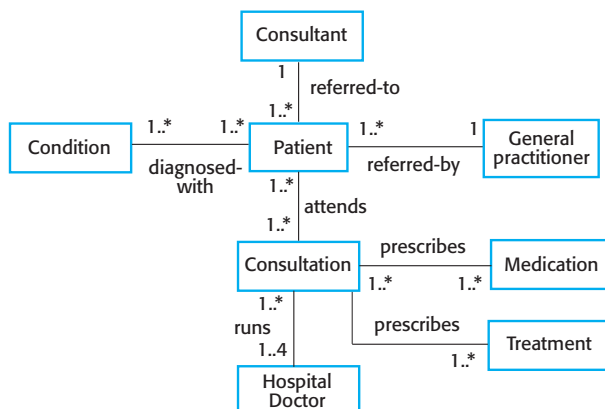 Consultant
1
referred-to
1..*
1..*
1..*
1..*
1
Condition
Patient
General
practitioner
diagnosed-
with
referred-by
1..*
attends
1..*
prescribes
Consultation
Medication
1..*
1..*
1..*
runs
prescribes
1..4
Treatment
1..*
Hospital
Doctor